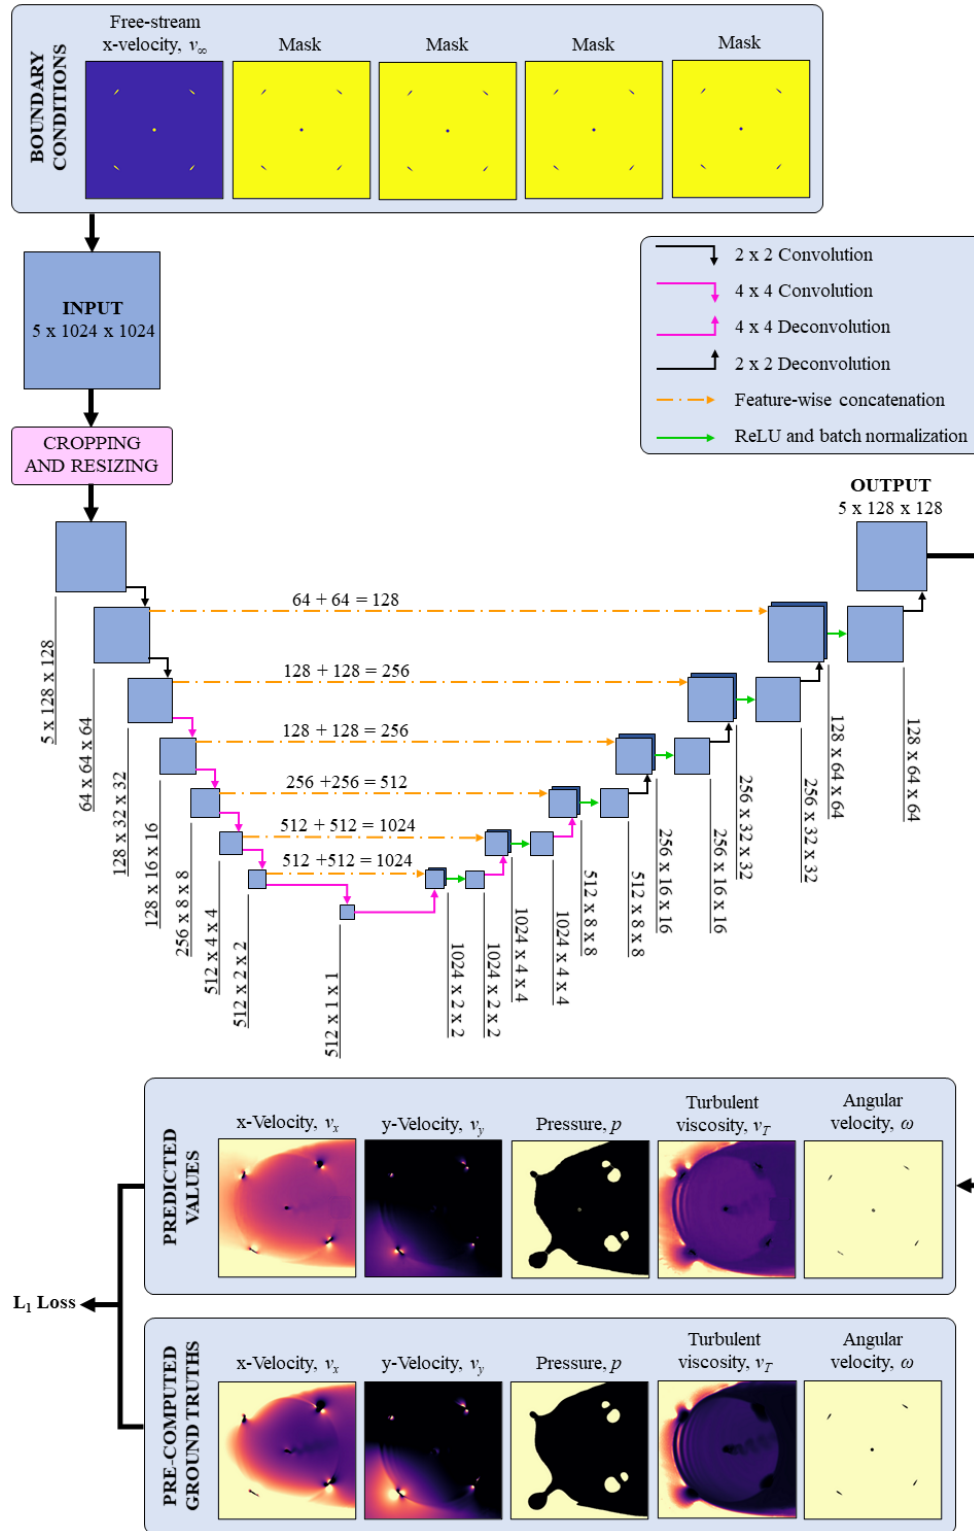 BOUNDARY
CONDITIONS
Free-stream
x-velocity, v∞
Mask
Mask
Mask
Mask
INPUT
5 x 1024 x 1024
CROPPING
AND RESIZING
2 x 2 Convolution
4 x 4 Convolution
4 x 4 Deconvolution
2 x 2 Deconvolution
Feature-wise concatenation
ReLU and batch normalization
OUTPUT
5 x 128 x 128
64 + 64 = 128
128 + 128 = 256
128 + 128 = 256
256 +256 = 512
512 + 512 = 1024
512 +512 = 1024
5 x 128 x 128
64 x 64 x 64
128 x 32 x 32
128 x 16 x 16
256 x 8 x 8
512 x 4 x 4
512 x 2 x 2
512 x 1 x 1
1024 x 2 x 2
1024 x 2 x 2
1024 x 4 x 4
1024 x 4 x 4
512 x 8 x 8
512 x 8 x 8
256 x 16 x 16
256 x 16 x 16
256 x 32 x 32
256 x 32 x 32
128 x 64 x 64
128 x 64 x 64
PREDICTED
VALUES
x-Velocity, vx
y-Velocity, vy
Pressure, p
Turbulent
viscosity, vT
Angular
velocity, ω
L1 Loss
PRE-COMPUTED
GROUND TRUTHS
x-Velocity, vx
y-Velocity, vy
Pressure, p
Turbulent
viscosity, vT
Angular
velocity, ω